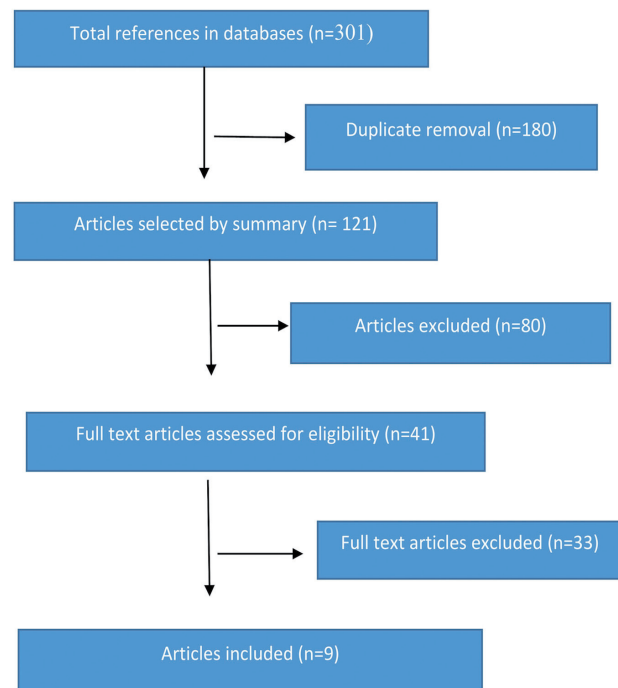 Total references in databases (n=301)
Duplicate removal (n=180)
Articles selected by summary (n= 121)
Articles excluded (n=80)
Full text articles assessed for eligibility (n=41)
Full text articles excluded (n=33)
Articles included (n=9)